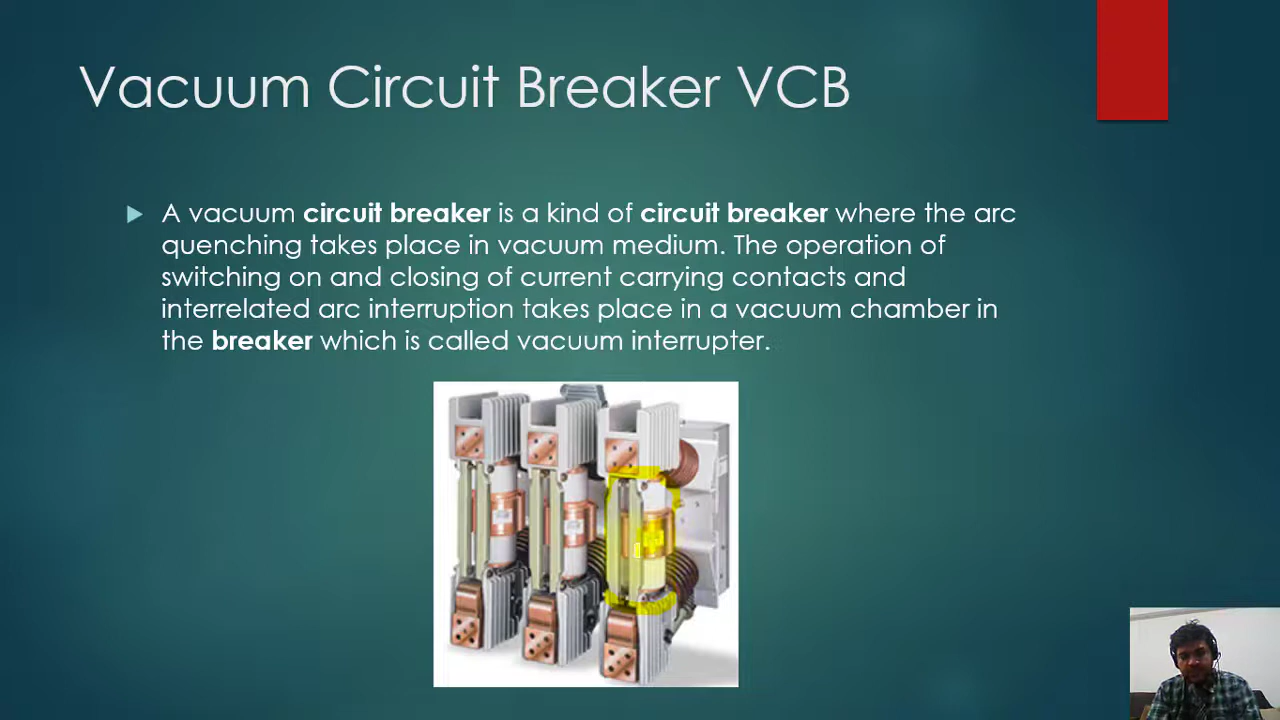 Vacuum Circuit Breaker VCB
A vacuum circuit breaker is a kind of circuit breaker where the arc
quenching takes place in vacuum medium. The operation of
switching on and closing of current carrying contacts and
interrelated arc interruption takes place in a vacuum chamber in
the breaker which is called vacuum interrupter.